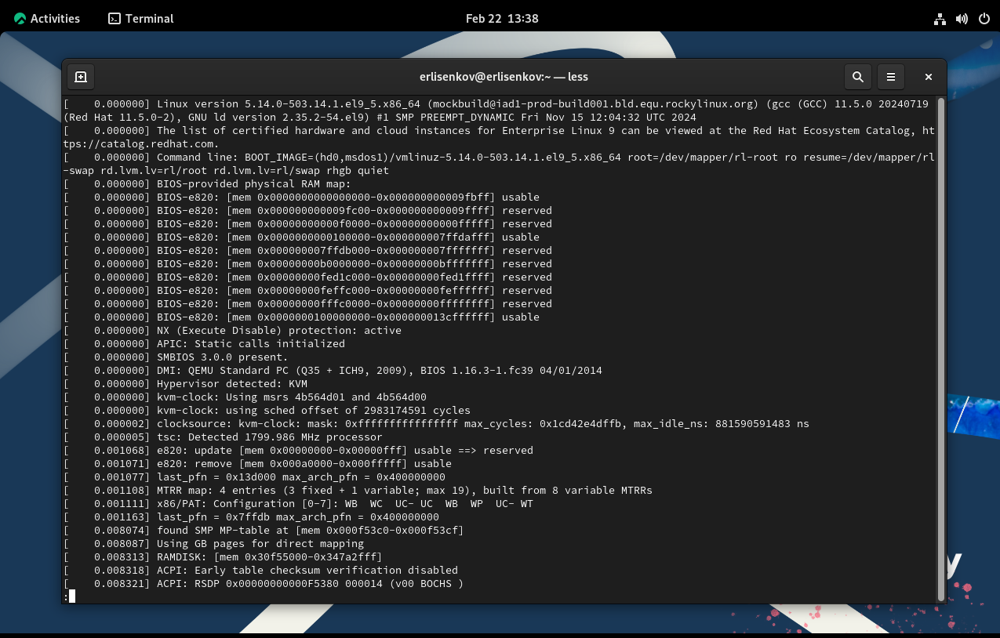 Activities Terminal Feb 22 13:38
erlisenkov@erlisenkov:~ — less
[    0.000000] Linux version 5.14.0-503.14.1.el9_5.x86_64 (mockbuild@iad1-prod-build001.bld.equ.rockylinux.org) (gcc (GCC) 11.5.0 20240719
(Red Hat 11.5.0-2), GNU ld version 2.35.2-54.el9) #1 SMP PREEMPT_DYNAMIC Fri Nov 15 12:04:32 UTC 2024
[    0.000000] The list of certified hardware and cloud instances for Enterprise Linux 9 can be viewed at the Red Hat Ecosystem Catalog, ht
tps://catalog.redhat.com.
[    0.000000] Command line: BOOT_IMAGE=(hd0,msdos1)/vmlinuz-5.14.0-503.14.1.el9_5.x86_64 root=/dev/mapper/rl-root ro resume=/dev/mapper/rl
-swap rd.lvm.lv=rl/root rd.lvm.lv=rl/swap rhgb quiet
[    0.000000] BIOS-provided physical RAM map:
[    0.000000] BIOS-e820: [mem 0x0000000000000000-0x000000000009fbff] usable
[    0.000000] BIOS-e820: [mem 0x000000000009fc00-0x000000000009ffff] reserved
[    0.000000] BIOS-e820: [mem 0x00000000000f0000-0x00000000000fffff] reserved
[    0.000000] BIOS-e820: [mem 0x0000000000100000-0x000000007ffdafff] usable
[    0.000000] BIOS-e820: [mem 0x000000007ffdb000-0x000000007fffffff] reserved
[    0.000000] BIOS-e820: [mem 0x00000000b0000000-0x00000000bfffffff] reserved
[    0.000000] BIOS-e820: [mem 0x00000000fed1c000-0x00000000fed1ffff] reserved
[    0.000000] BIOS-e820: [mem 0x00000000feffc000-0x00000000feffffff] reserved
[    0.000000] BIOS-e820: [mem 0x00000000fffc0000-0x00000000ffffffff] reserved
[    0.000000] BIOS-e820: [mem 0x0000000100000000-0x000000013cffffff] usable
[    0.000000] NX (Execute Disable) protection: active
[    0.000000] APIC: Static calls initialized
[    0.000000] SMBIOS 3.0.0 present.
[    0.000000] DMI: QEMU Standard PC (Q35 + ICH9, 2009), BIOS 1.16.3-1.fc39 04/01/2014
[    0.000000] Hypervisor detected: KVM
[    0.000000] kvm-clock: Using msrs 4b564d01 and 4b564d00
[    0.000000] kvm-clock: using sched offset of 2983174591 cycles
[    0.000002] clocksource: kvm-clock: mask: 0xffffffffffffffff max_cycles: 0x1cd42e4dffb, max_idle_ns: 881590591483 ns
[    0.000005] tsc: Detected 1799.986 MHz processor
[    0.001068] e820: update [mem 0x00000000-0x00000fff] usable ==> reserved
[    0.001071] e820: remove [mem 0x000a0000-0x000fffff] usable
[    0.001077] last_pfn = 0x13d000 max_arch_pfn = 0x400000000
[    0.001108] MTRR map: 4 entries (3 fixed + 1 variable; max 19), built from 8 variable MTRRs
[    0.001111] x86/PAT: Configuration [0-7]: WB  WC  UC- UC  WB  WP  UC- WT
[    0.001163] last_pfn = 0x7ffdb max_arch_pfn = 0x400000000
[    0.008074] found SMP MP-table at [mem 0x000f53c0-0x000f53cf]
[    0.008087] Using GB pages for direct mapping
[    0.008313] RAMDISK: [mem 0x30f55000-0x347a2fff]
[    0.008318] ACPI: Early table checksum verification disabled
[    0.008321] ACPI: RSDP 0x00000000000F5380 000014 (v00 BOCHS )
:
y